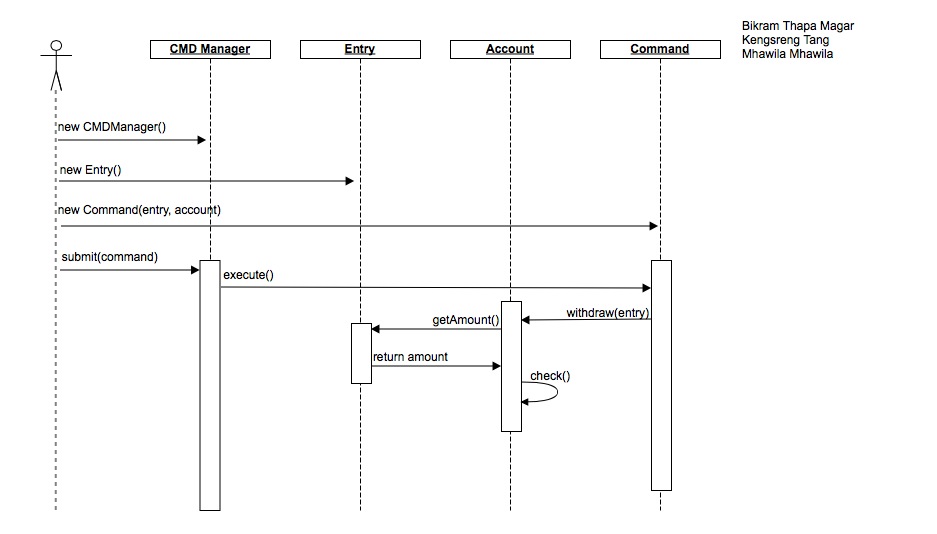 Bikram Thapa Magar
Kengsreng Tang
Mhawila Mhawila
CMD Manager
Entry
Account
Command
new CMDManager()
new Entry()
new Command(entry, account)
submit(command)
execute()
withdraw(entry)
getAmount()
return amount
check()